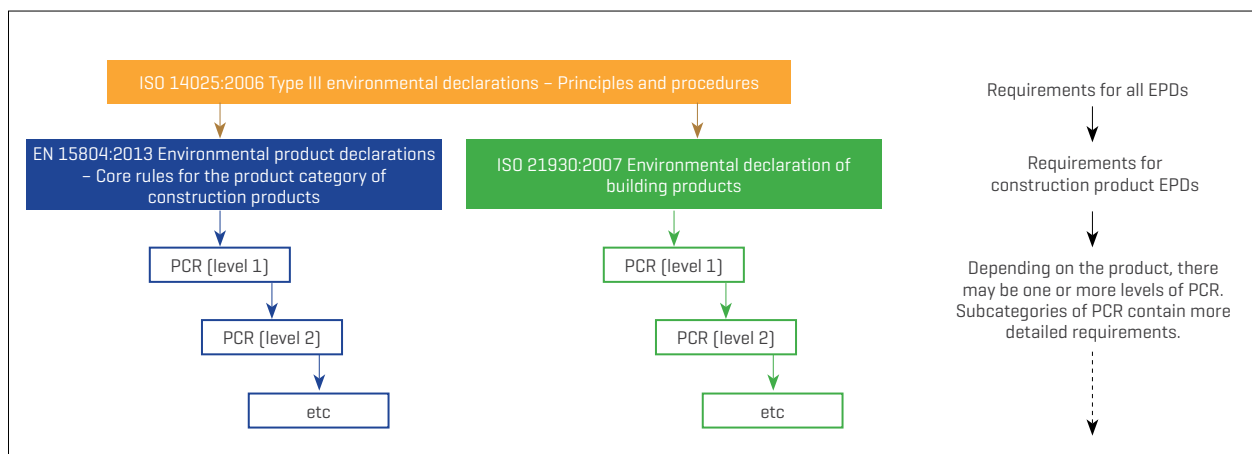 ISO 14025:2006 Type III environmental declarations – Principles and procedures
EN 15804:2013 Environmental product declarations
– Core rules for the product category of
construction products
PCR (level 1)
PCR (level 2)
etc
ISO 21930:2007 Environmental declaration of
building products
PCR (level 1)
PCR (level 2)
etc
Requirements for all EPDs
Requirements for
construction product EPDs
Depending on the product, there
may be one or more levels of PCR.
Subcategories of PCR contain more
detailed requirements.